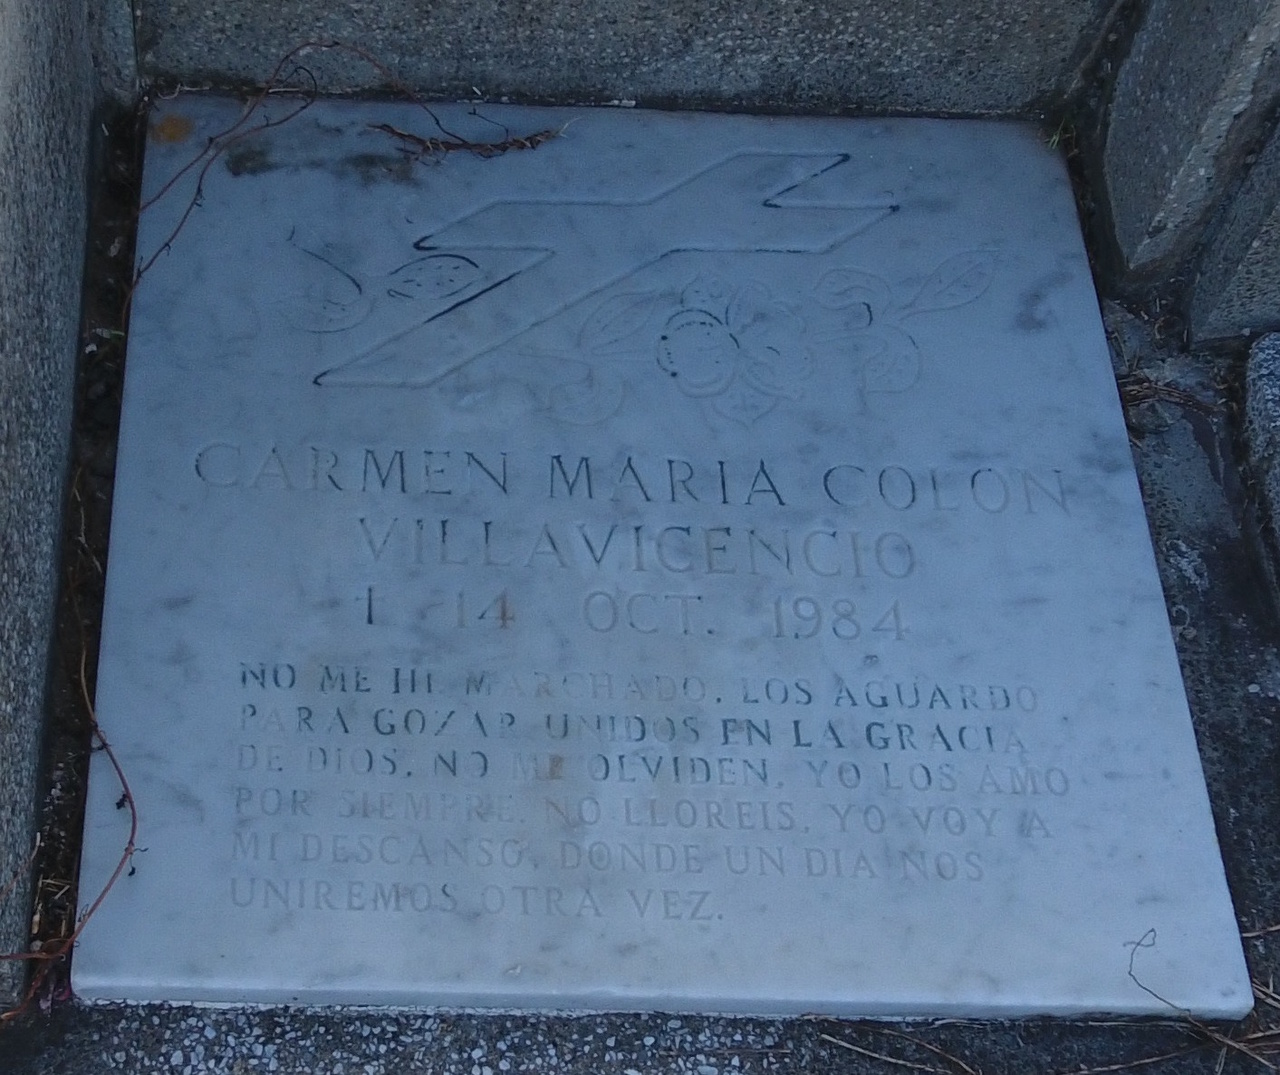 CARMEN MARIA COLON
VILLAVICENCIO
† 14 OCT. 1984
NO ME HE MARCHADO. LOS AGUARDO
PARA GOZAR UNIDOS EN LA GRACIA
DE DIOS. NO ME OLVIDEN. YO LOS AMO
POR SIEMPRE. NO LLOREIS, YO VOY A
MI DESCANSO, DONDE UN DIA NOS
UNIREMOS OTRA VEZ.